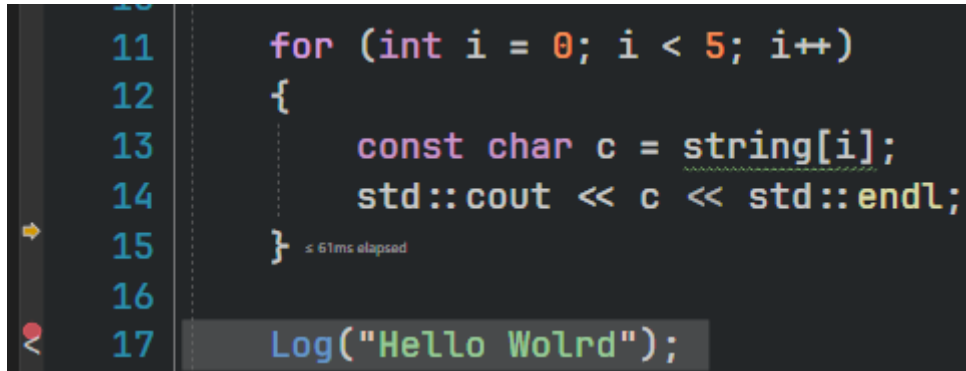 11 for (int i = 0; i < 5; i++)
12 {
13 const char c = string[i];
14 std::cout << c << std::endl;
15 } ≤ 61ms elapsed
16
17 Log("Hello Wolrd");